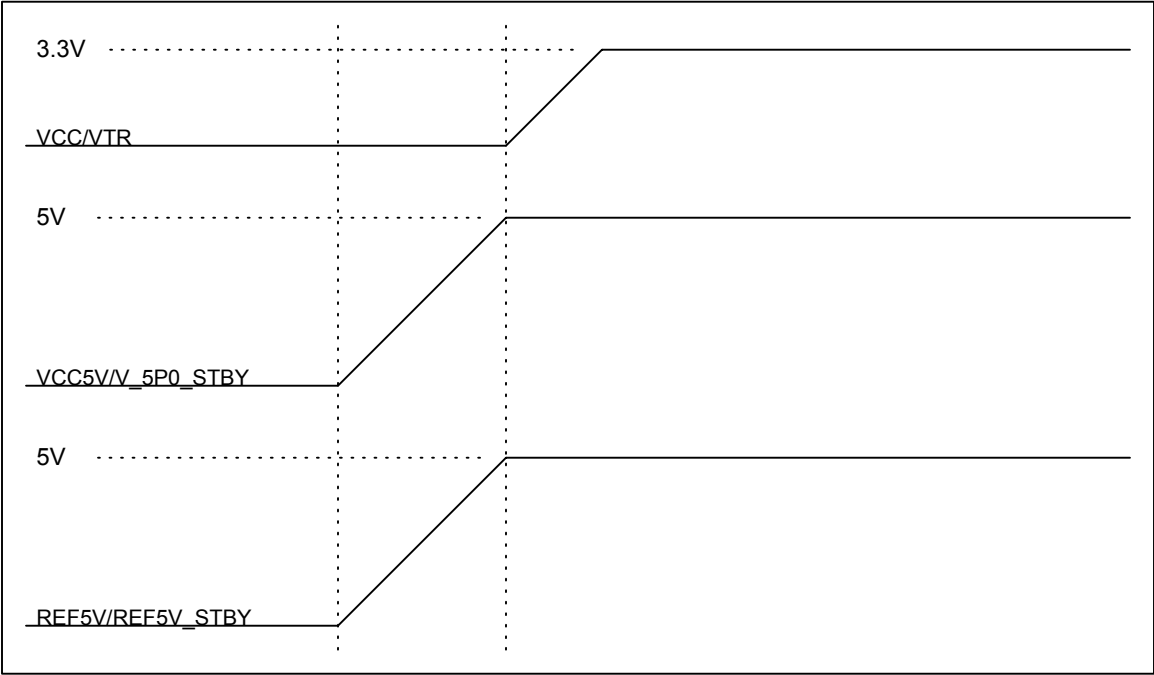 3.3V
VCC/VTR
5V
VCC5V/V_5P0_STBY
5V
REF5V/REF5V_STBY